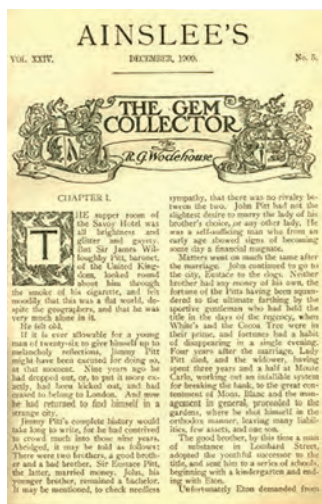 AINSLEE'S
VOL. XXIV. DECEMBER, 1909. No. 5.
THE GEM
COLLECTOR
By
R.G. Wodehouse
CHAPTER I.
THE supper room of
the Savoy Hotel was
all brightness and
glitter and gayety.
But Sir James Wil-
loughby Pitt, baronet,
of the United King-
dom, looked round
about him through
the smoke of his cigarette, and felt
moodily that this was a flat world, de-
spite the geographers, and that he was
very much alone in it.
He felt old.
If it is ever allowable for a young
man of twenty-six to give himself up to
melancholy reflections, Jimmy Pitt
might have been excused for doing so,
at that moment. Nine years ago he
had dropped out, or, to put it more ex-
actly, had been kicked out, and had
ceased to belong to London. And now
he had returned to find himself in a
strange city.
Jimmy Pitt's complete history would
take long to write, for he had contrived
to crowd much into those nine years.
Abridged, it may be told as follows:
There were two brothers, a good broth-
er and a bad brother. Sir Eustace Pitt,
the latter, married money. John, his
younger brother, remained a bachelor.
It may be mentioned, to check needless
sympathy, that there was no rivalry be-
tween the two. John Pitt had not the
slightest desire to marry the lady of his
brother's choice, or any other lady. He
was a self-sufficing man who from an
early age showed signs of becoming
some day a financial magnate.
Matters went on much the same after
the marriage. John continued to go to
the city, Eustace to the dogs. Neither
brother had any money of his own, the
fortune of the Pitts having been squan-
dered to the ultimate farthing by the
sportive gentleman who had held the
title in the days of the regency, when
White's and the Cocoa Tree were in
their prime, and fortunes had a habit
of disappearing in a single evening.
Four years after the marriage, Lady
Pitt died, and the widower, having
spent three years and a half at Monte
Carlo, working out an infallible system
for breaking the bank, to the great con-
tentment of Mons. Blanc and the man-
agement in general, proceeded to the
gardens, where he shot himself in the
orthodox manner, leaving many liabil-
ities, few assets, and one son.
The good brother, by this time a man
of substance in Lombard Street,
adopted the youthful successor to the
title, and sent him to a series of schools,
beginning with a kindergarten and end-
ing with Eton.
Unfortunately Eton demanded from